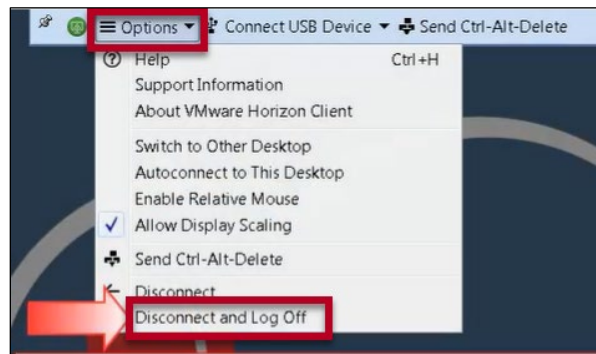 Options Connect USB Device Send Ctrl-Alt-Delete
Help Ctrl+H
Support Information
About VMware Horizon Client
Switch to Other Desktop
Autoconnect to This Desktop
Enable Relative Mouse
Allow Display Scaling
Send Ctrl-Alt-Delete
Disconnect
Disconnect and Log Off